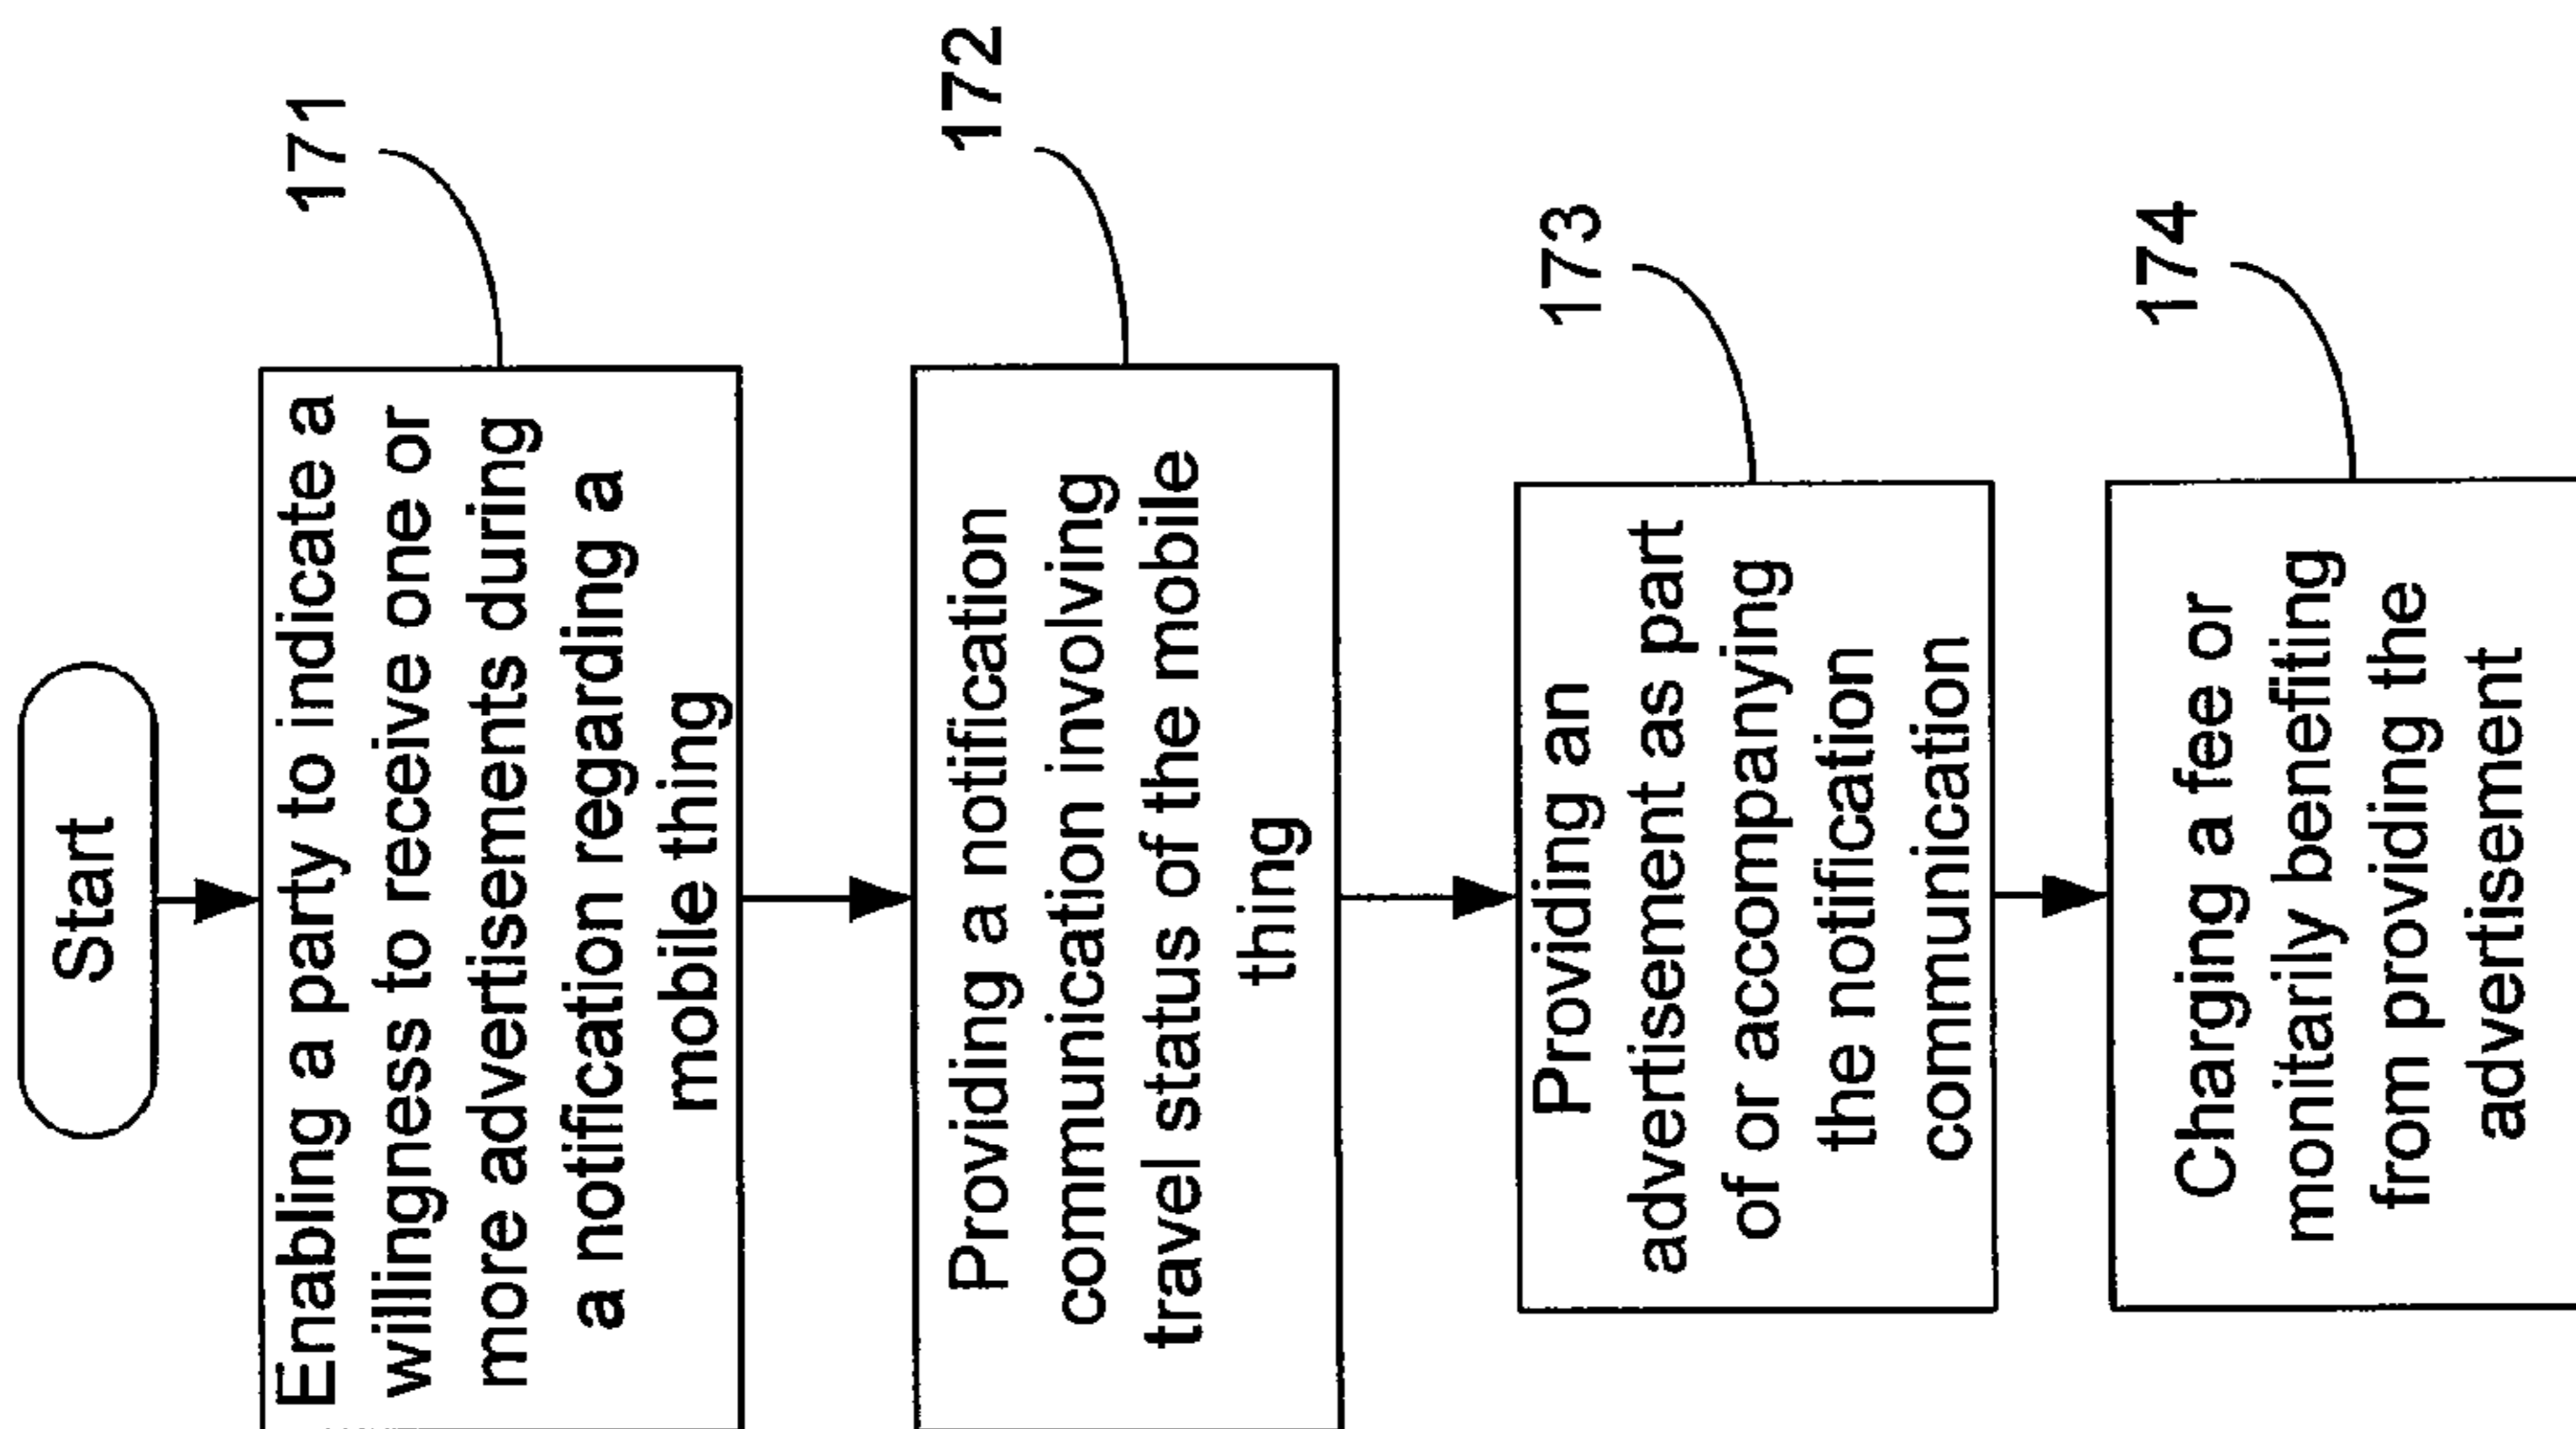 Start
Enabling a party to indicate a
willingness to receive one or
more advertisements during
a notification regarding a
mobile thing
171
Providing a notification
communication involving
travel status of the mobile
thing
172
Providing an
advertisement as part
of or accompanying
the notification
communication
173
Charging a fee or
monitarily benefiting
from providing the
advertisement
174